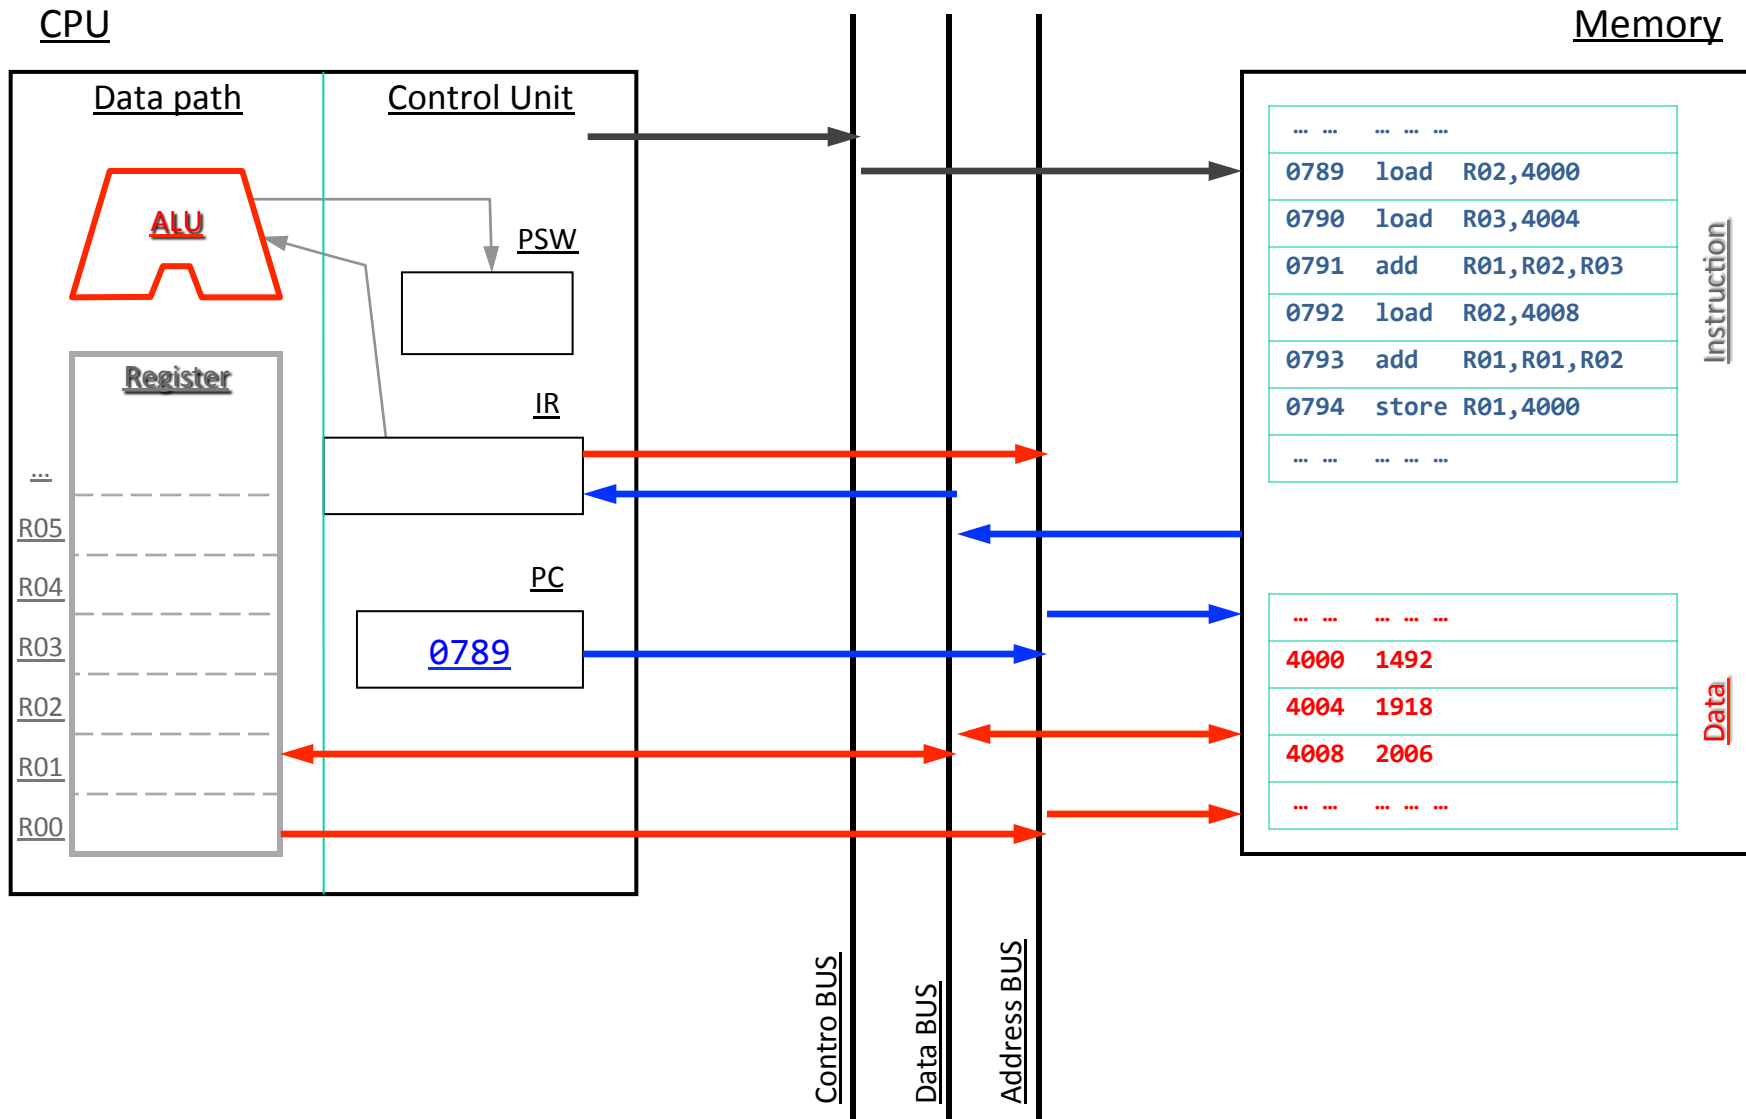 CPU
Memory
Data path
Control Unit
ALU
PSW
Register
IR
PC
0789
…
R05
R04
R03
R02
R01
R00
Contro BUS
Data BUS
Address BUS
… … … … …
0789 load R02,4000
0790 load R03,4004
0791 add R01,R02,R03
0792 load R02,4008
0793 add R01,R01,R02
0794 store R01,4000
… … … … …
Instruction
… … … … …
4000 1492
4004 1918
4008 2006
… … … … …
Data